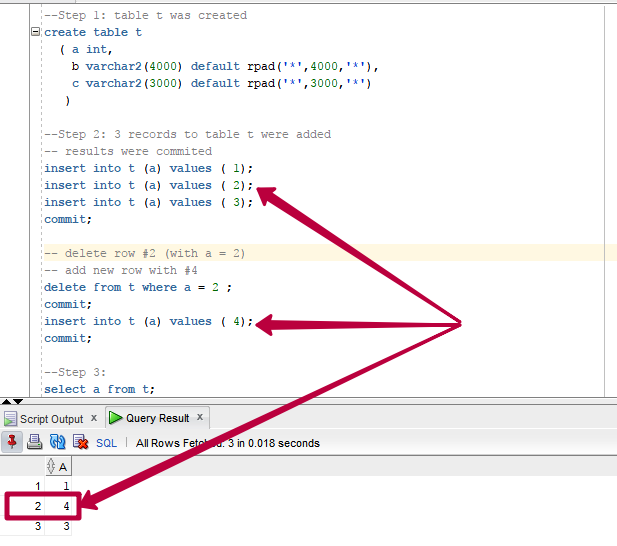 --Step 1: table t was created
create table t
( a int,
b varchar2(4000) default rpad('*',4000,'*'),
c varchar2(3000) default rpad('*',3000,'*')
)
--Step 2: 3 records to table t were added
-- results were commited
insert into t (a) values ( 1);
insert into t (a) values ( 2);
insert into t (a) values ( 3);
commit;
-- delete row #2 (with a = 2)
-- add new row with #4
delete from t where a = 2 ;
commit;
insert into t (a) values ( 4);
commit;
--Step 3:
select a from t;
Script Output x Query Result x
SQL | All Rows Fetched: 3 in 0.018 seconds
A
1 1
2 4
3 3